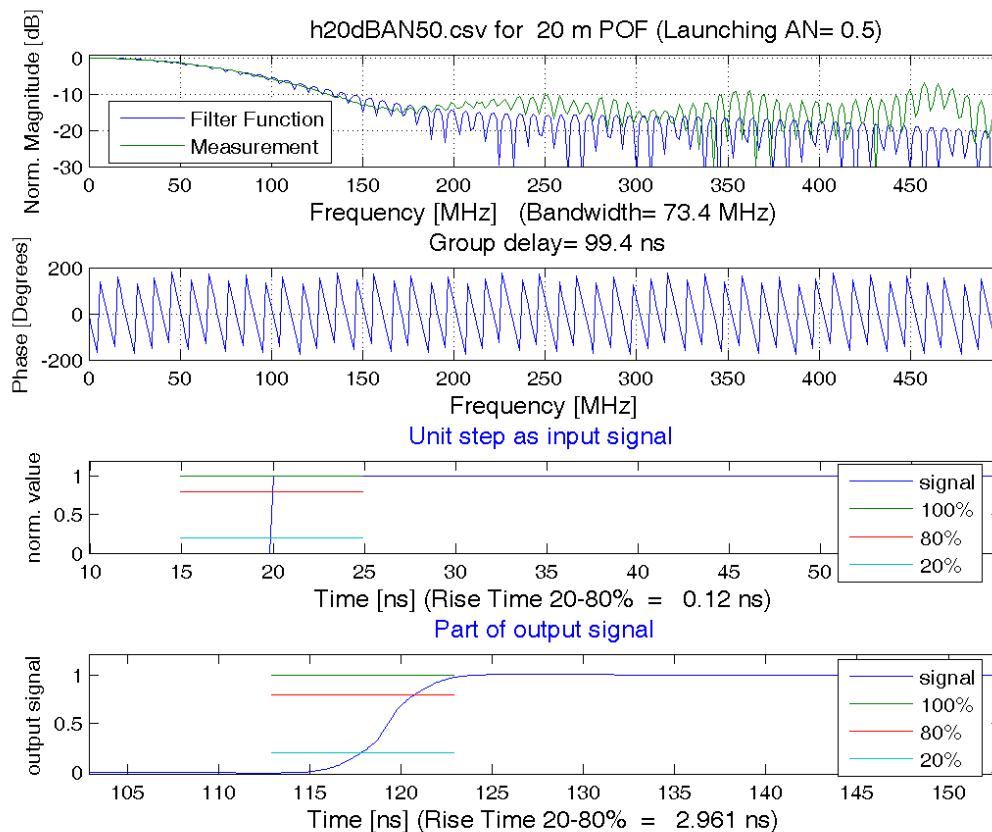 h20dBAN50.csv for 20 m POF (Launching AN= 0.5)
Norm. Magnitude [dB]
0
-10
-20
-30
Filter Function
Measurement
0 50 100 150 200 250 300 350 400 450
Frequency [MHz] (Bandwidth= 73.4 MHz)
Group delay= 99.4 ns
Phase [Degrees]
200
0
-200
0 50 100 150 200 250 300 350 400 450
Frequency [MHz]
Unit step as input signal
norm. value
1
0.5
0
signal
100%
80%
20%
10 15 20 25 30 35 40 45 50
Time [ns] (Rise Time 20-80% = 0.12 ns)
Part of output signal
output signal
1
0.5
0
signal
100%
80%
20%
105 110 115 120 125 130 135 140 145 150
Time [ns] (Rise Time 20-80% = 2.961 ns)